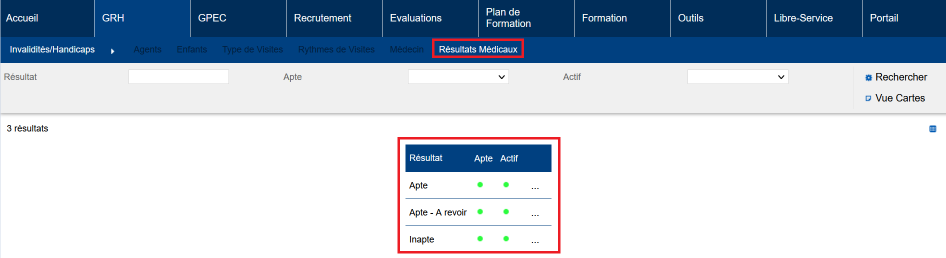 Accueil GRH GPEC Recrutement Evaluations Plan de Formation Formation Outils Libre-Service Portail
Invalidités/Handicaps Agents Enfants Type de Visites Rythmes de Visites Médecin Résultats Médicaux
Résultat Apte Actif Rechercher
Vue Cartes
3 résultats
Résultat Apte Actif
Apte ...
Apte - A revoir ...
Inapte ...